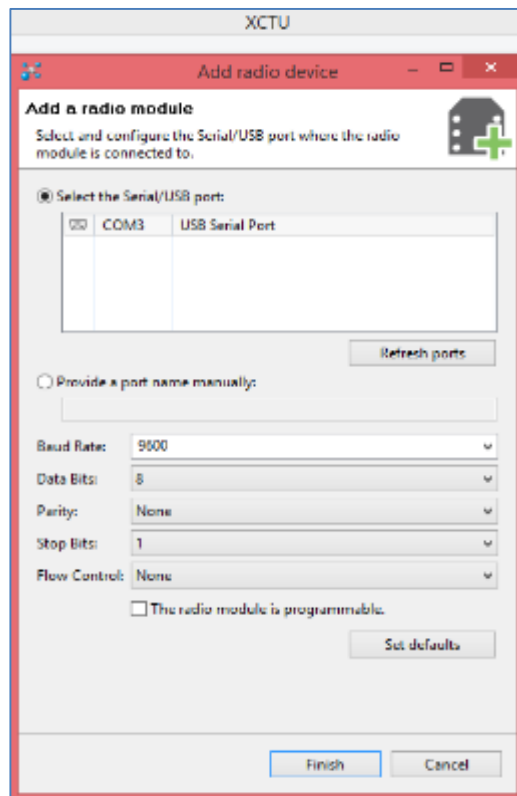 XCTU
Add radio device
Add a radio module
Select and configure the Serial/USB port where the radio
module is connected to.
Select the Serial/USB port:
COM3 USB Serial Port
Refresh ports
Provide a port name manually:
Baud Rate: 9600
Data Bits: 8
Parity: None
Stop Bits: 1
Flow Control: None
The radio module is programmable.
Set defaults
Finish Cancel